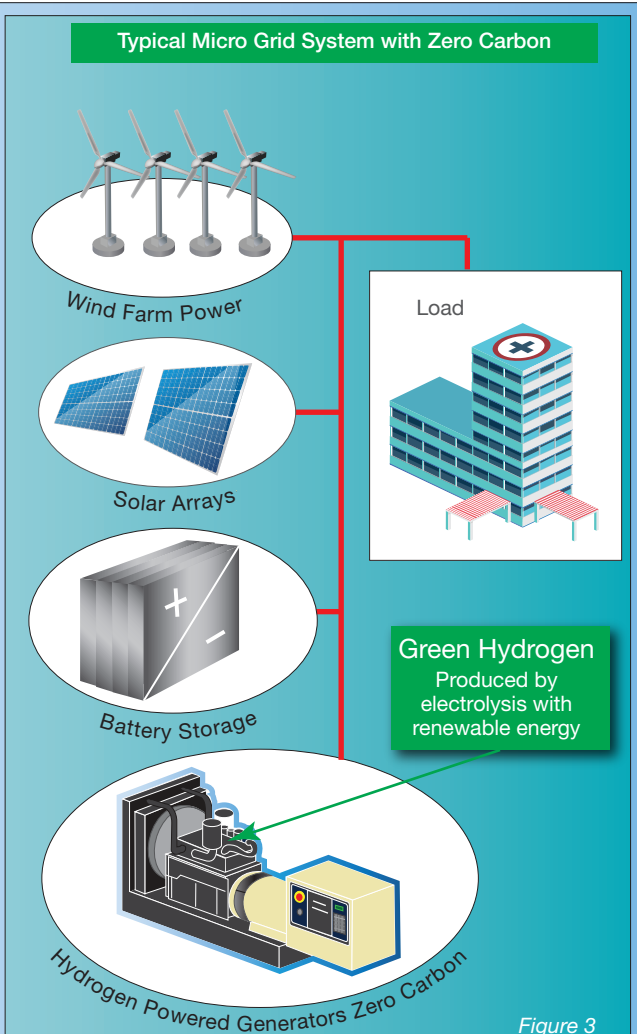 Typical Micro Grid System with Zero Carbon
Wind Farm Power
Load
Solar Arrays
+
-
Battery Storage
Green Hydrogen
Produced by
electrolysis with
renewable energy
Hydrogen Powered Generators Zero Carbon
Figure 3